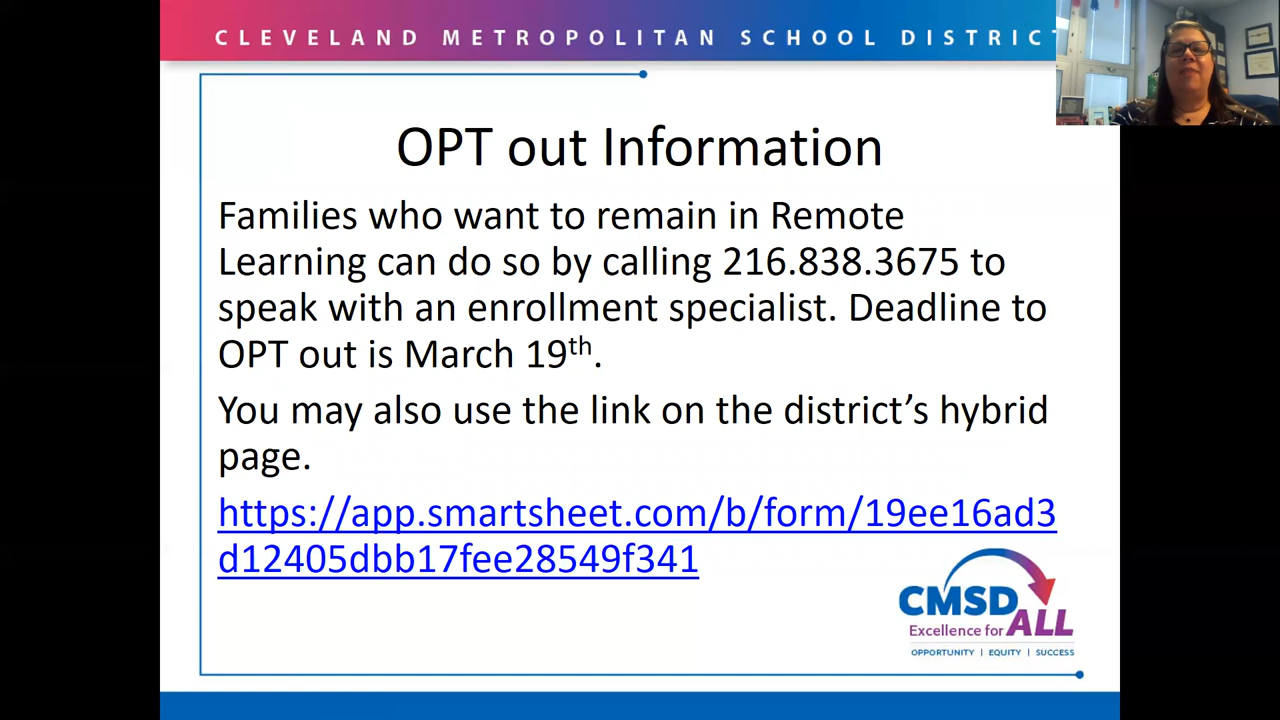 CLEVELAND METROPOLITAN SCHOOL DISTRICT
OPT out Information
Families who want to remain in Remote
Learning can do so by calling 216.838.3675 to
speak with an enrollment specialist. Deadline to
OPT out is March 19th.
You may also use the link on the district’s hybrid
page.
https://app.smartsheet.com/b/form/19ee16ad3
d12405dbb17fee28549f341
CMSD
Excellence for ALL
OPPORTUNITY | EQUITY | SUCCESS